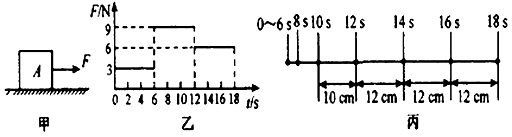 A F
甲
F/N
9
6
3
0 2 4 6 8 10 12 14 16 18 t/s
乙
0~6 s 8 s 10 s 12 s 14 s 16 s 18 s
10 cm 12 cm 12 cm 12 cm
丙